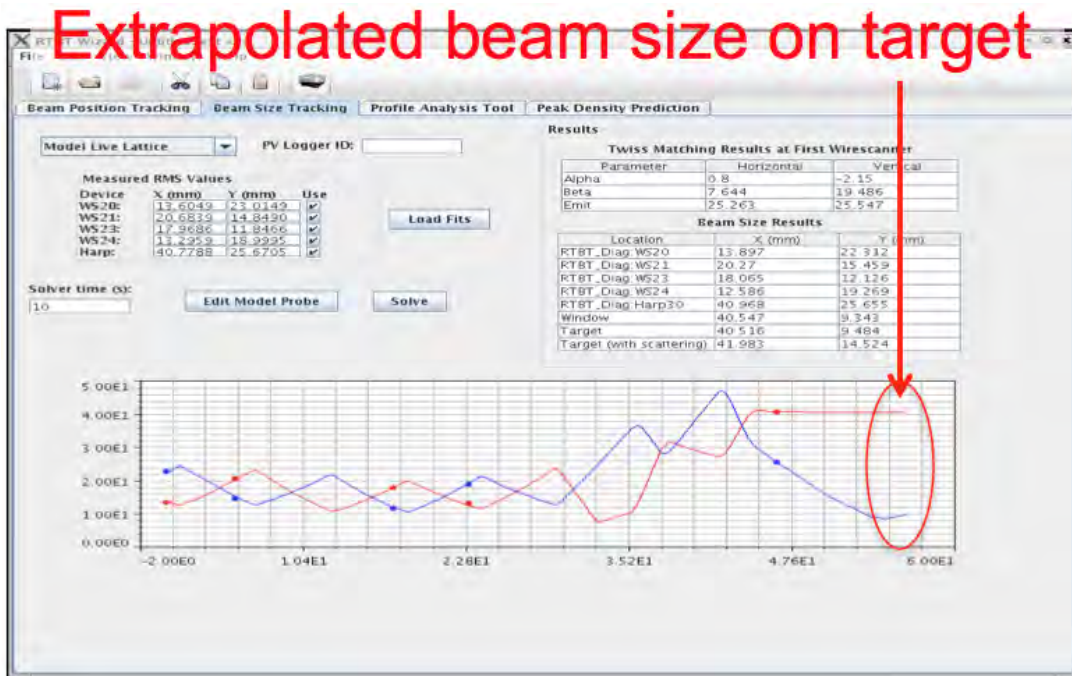 Extrapolated beam size on target
Beam Position Tracking Beam Size Tracking Profile Analysis Tool Peak Density Prediction
Model Live Lattice PV Logger ID:
Measured RMS Values
Device X (mm) Y (mm) Use
WS20: 13.6049 23.0149
WS21: 20.6839 14.8490
WS23: 17.9686 11.8466
WS24: 13.2959 18.9995
Harp: 40.7788 25.6705
Load Fits
Solver time (s):
10
Edit Model Probe Solve
Results
Twiss Matching Results at First Wirescanner
Parameter Horizontal Vertical
Alpha 0.8 -2.15
Beta 7.644 19.486
Emit 25.263 25.547
Beam Size Results
Location X (mm) Y (mm)
RTBT_Diag:WS20 13.897 22.312
RTBT_Diag:WS21 20.27 15.459
RTBT_Diag:WS23 18.065 12.126
RTBT_Diag:WS24 12.586 19.269
RTBT_Diag:Harp30 40.968 25.655
Window 40.547 9.343
Target 40.516 9.484
Target (with scattering) 41.983 14.524
5.00E1
4.00E1
3.00E1
2.00E1
1.00E1
0.00E0
-2.00E0 1.04E1 2.28E1 3.52E1 4.76E1 6.00E1